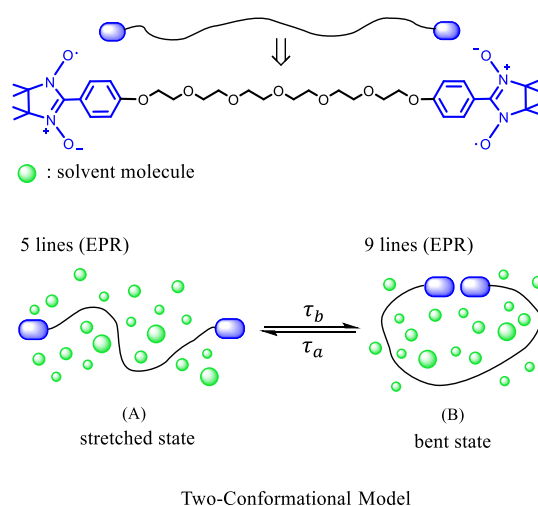 O·
⁻O
N
N⁺
O O O O O O O
N⁺
N
O⁻
·O
: solvent molecule
5 lines (EPR)
9 lines (EPR)
τb
τa
(A)
(B)
stretched state
bent state
Two-Conformational Model